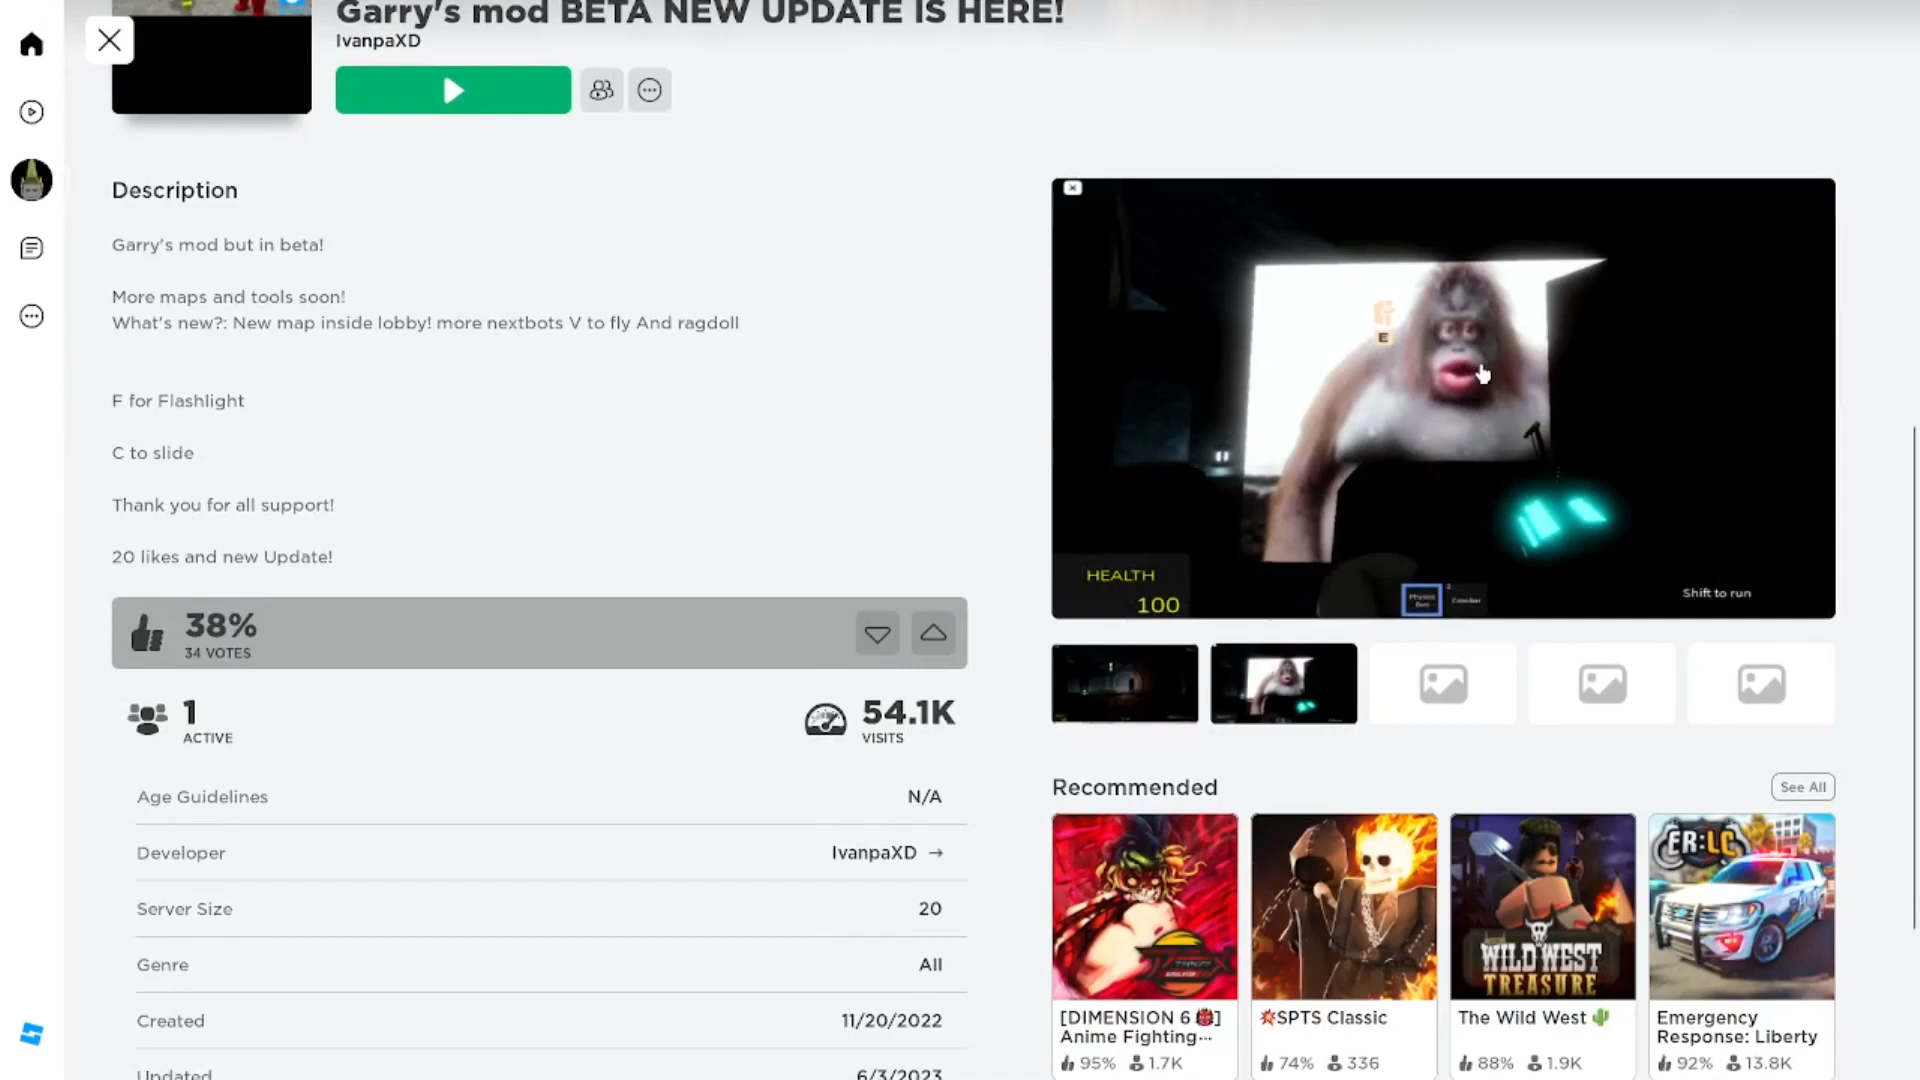 Garry's mod BETA NEW UPDATE IS HERE!
IvanpaXD
Description
Garry's mod but in beta!
More maps and tools soon!
What's new?: New map inside lobby! more nextbots V to fly And ragdoll
F for Flashlight
C to slide
Thank you for all support!
20 likes and new Update!
38%
34 VOTES
1
ACTIVE
54.1K
VISITS
Age Guidelines N/A
Developer IvanpaXD →
Server Size 20
Genre All
Created 11/20/2022
Updated 6/3/2023
E
HEALTH
100
Physics
Gun
2
Crowbar
Shift to run
Recommended
See All
ER:LC
WILD WEST
TREASURE
[DIMENSION 6 👹]
Anime Fighting...
95% 1.7K
💥SPTS Classic
74% 336
The Wild West 🌵
88% 1.9K
Emergency
Response: Liberty
92% 13.8K